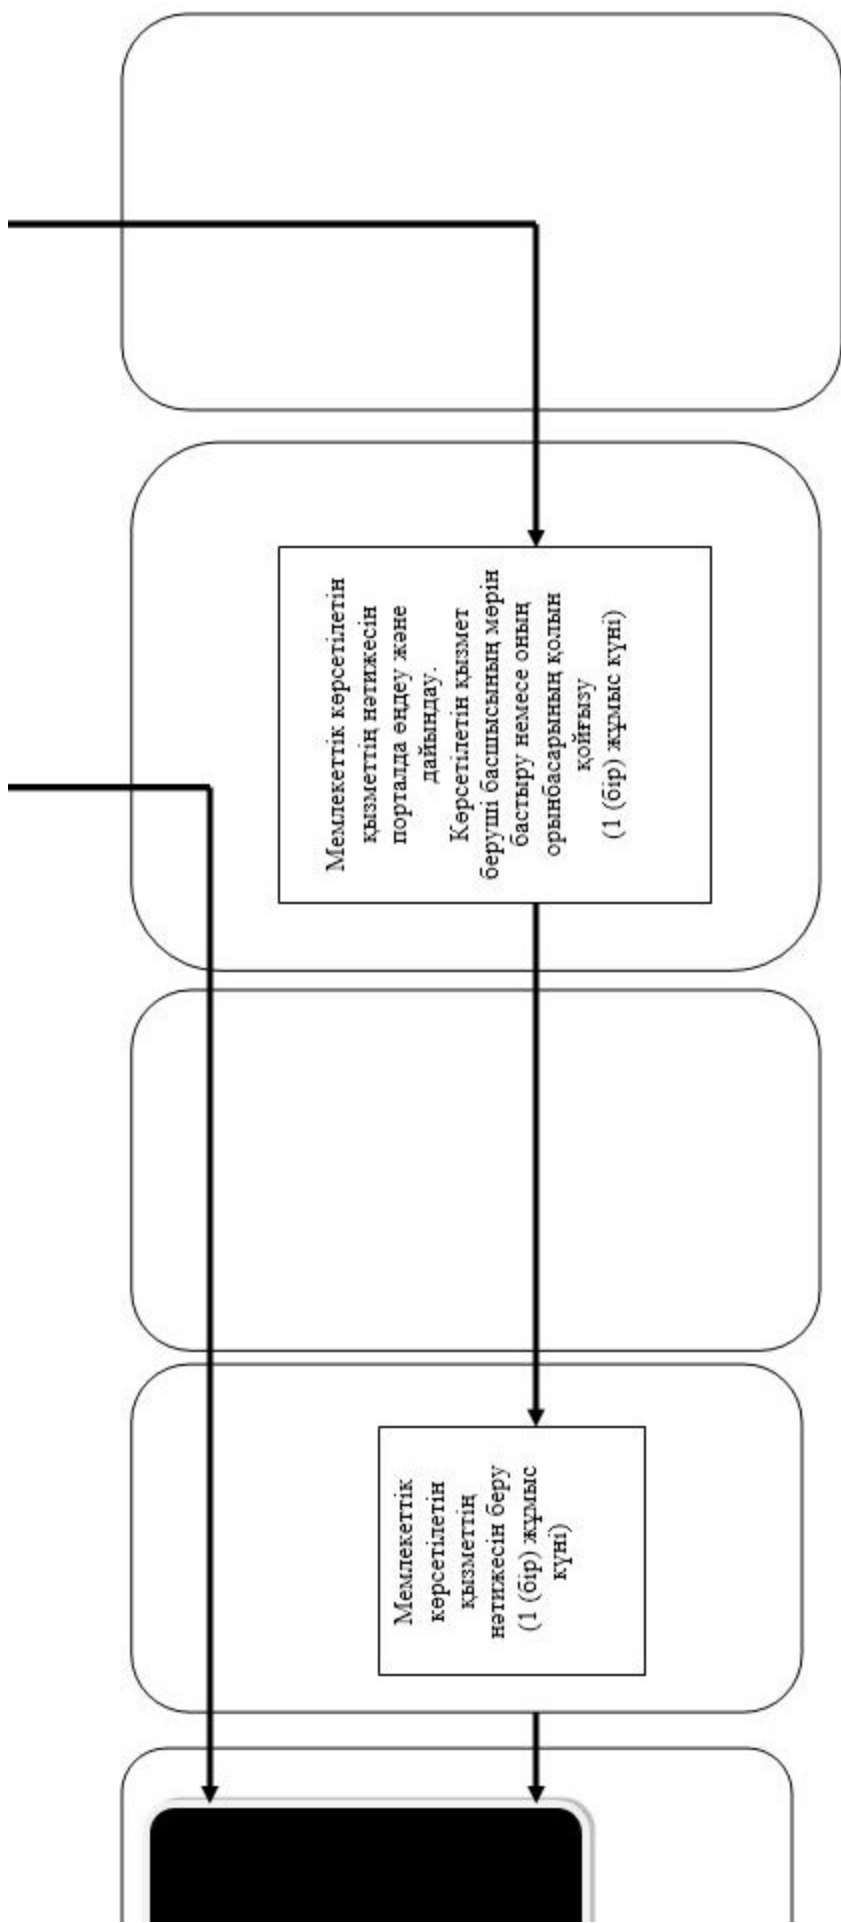 Мемлекеттік көрсетілетін
қызметтің нәтижесін
порталда өңдеу және
дайындау.
Көрсетілетін қызмет
беруші басшысының мөрін
бастыру немесе оның
орынбасарының қолын
қойғызу
(1 (бір) жұмыс күні)
Мемлекеттік
көрсетілетін
қызметтің
нәтижесін беру
(1 (бір) жұмыс
күні)